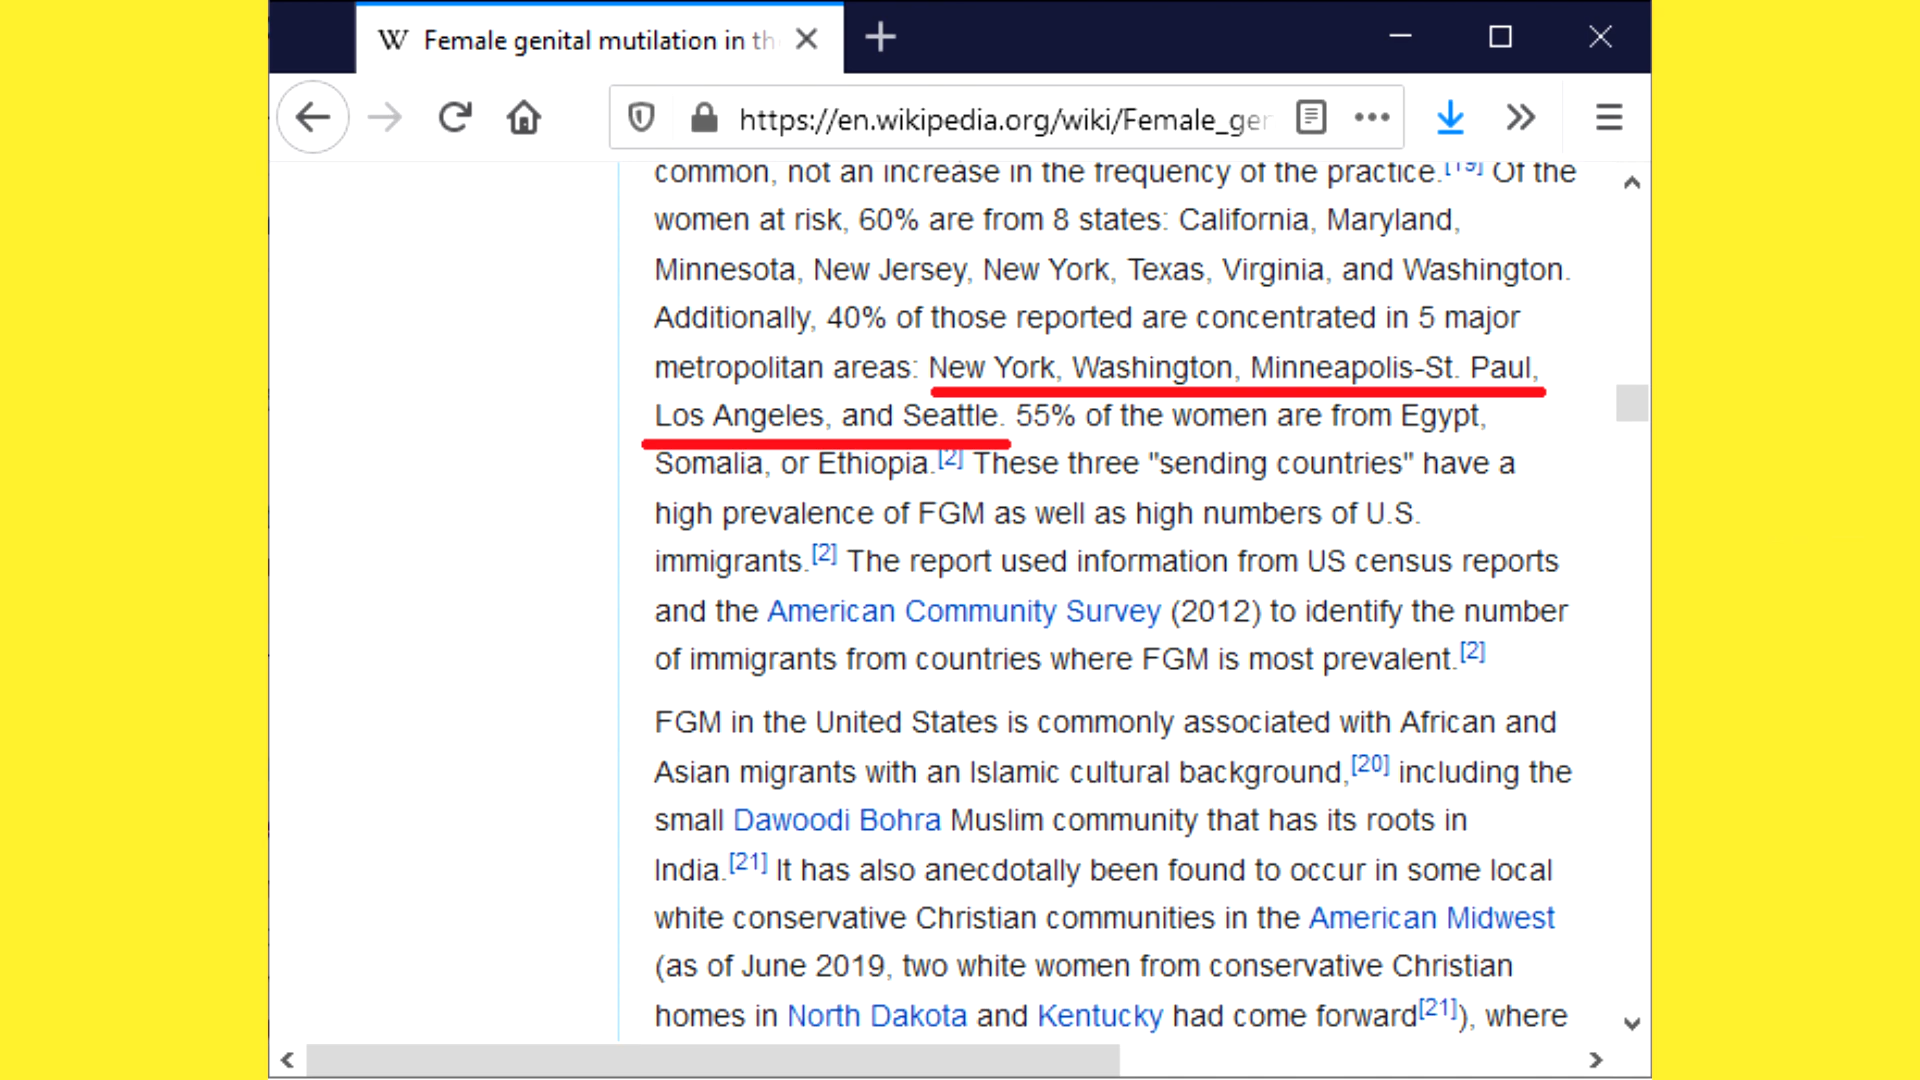 W Female genital mutilation in th
https://en.wikipedia.org/wiki/Female_ger
common, not an increase in the frequency of the practice.[19] Of the
women at risk, 60% are from 8 states: California, Maryland,
Minnesota, New Jersey, New York, Texas, Virginia, and Washington.
Additionally, 40% of those reported are concentrated in 5 major
metropolitan areas: New York, Washington, Minneapolis-St. Paul,
Los Angeles, and Seattle. 55% of the women are from Egypt,
Somalia, or Ethiopia.[2] These three "sending countries" have a
high prevalence of FGM as well as high numbers of U.S.
immigrants.[2] The report used information from US census reports
and the American Community Survey (2012) to identify the number
of immigrants from countries where FGM is most prevalent.[2]
FGM in the United States is commonly associated with African and
Asian migrants with an Islamic cultural background,[20] including the
small Dawoodi Bohra Muslim community that has its roots in
India.[21] It has also anecdotally been found to occur in some local
white conservative Christian communities in the American Midwest
(as of June 2019, two white women from conservative Christian
homes in North Dakota and Kentucky had come forward[21]), where